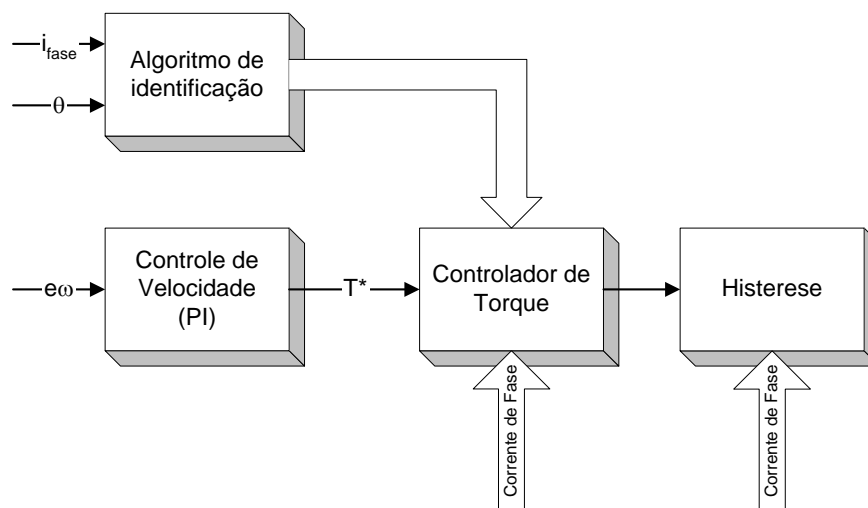 i_fase
θ
Algoritmo de
identificação
eω
Controle de
Velocidade
(PI)
T*
Controlador de
Torque
Histerese
Corrente de Fase
Corrente de Fase